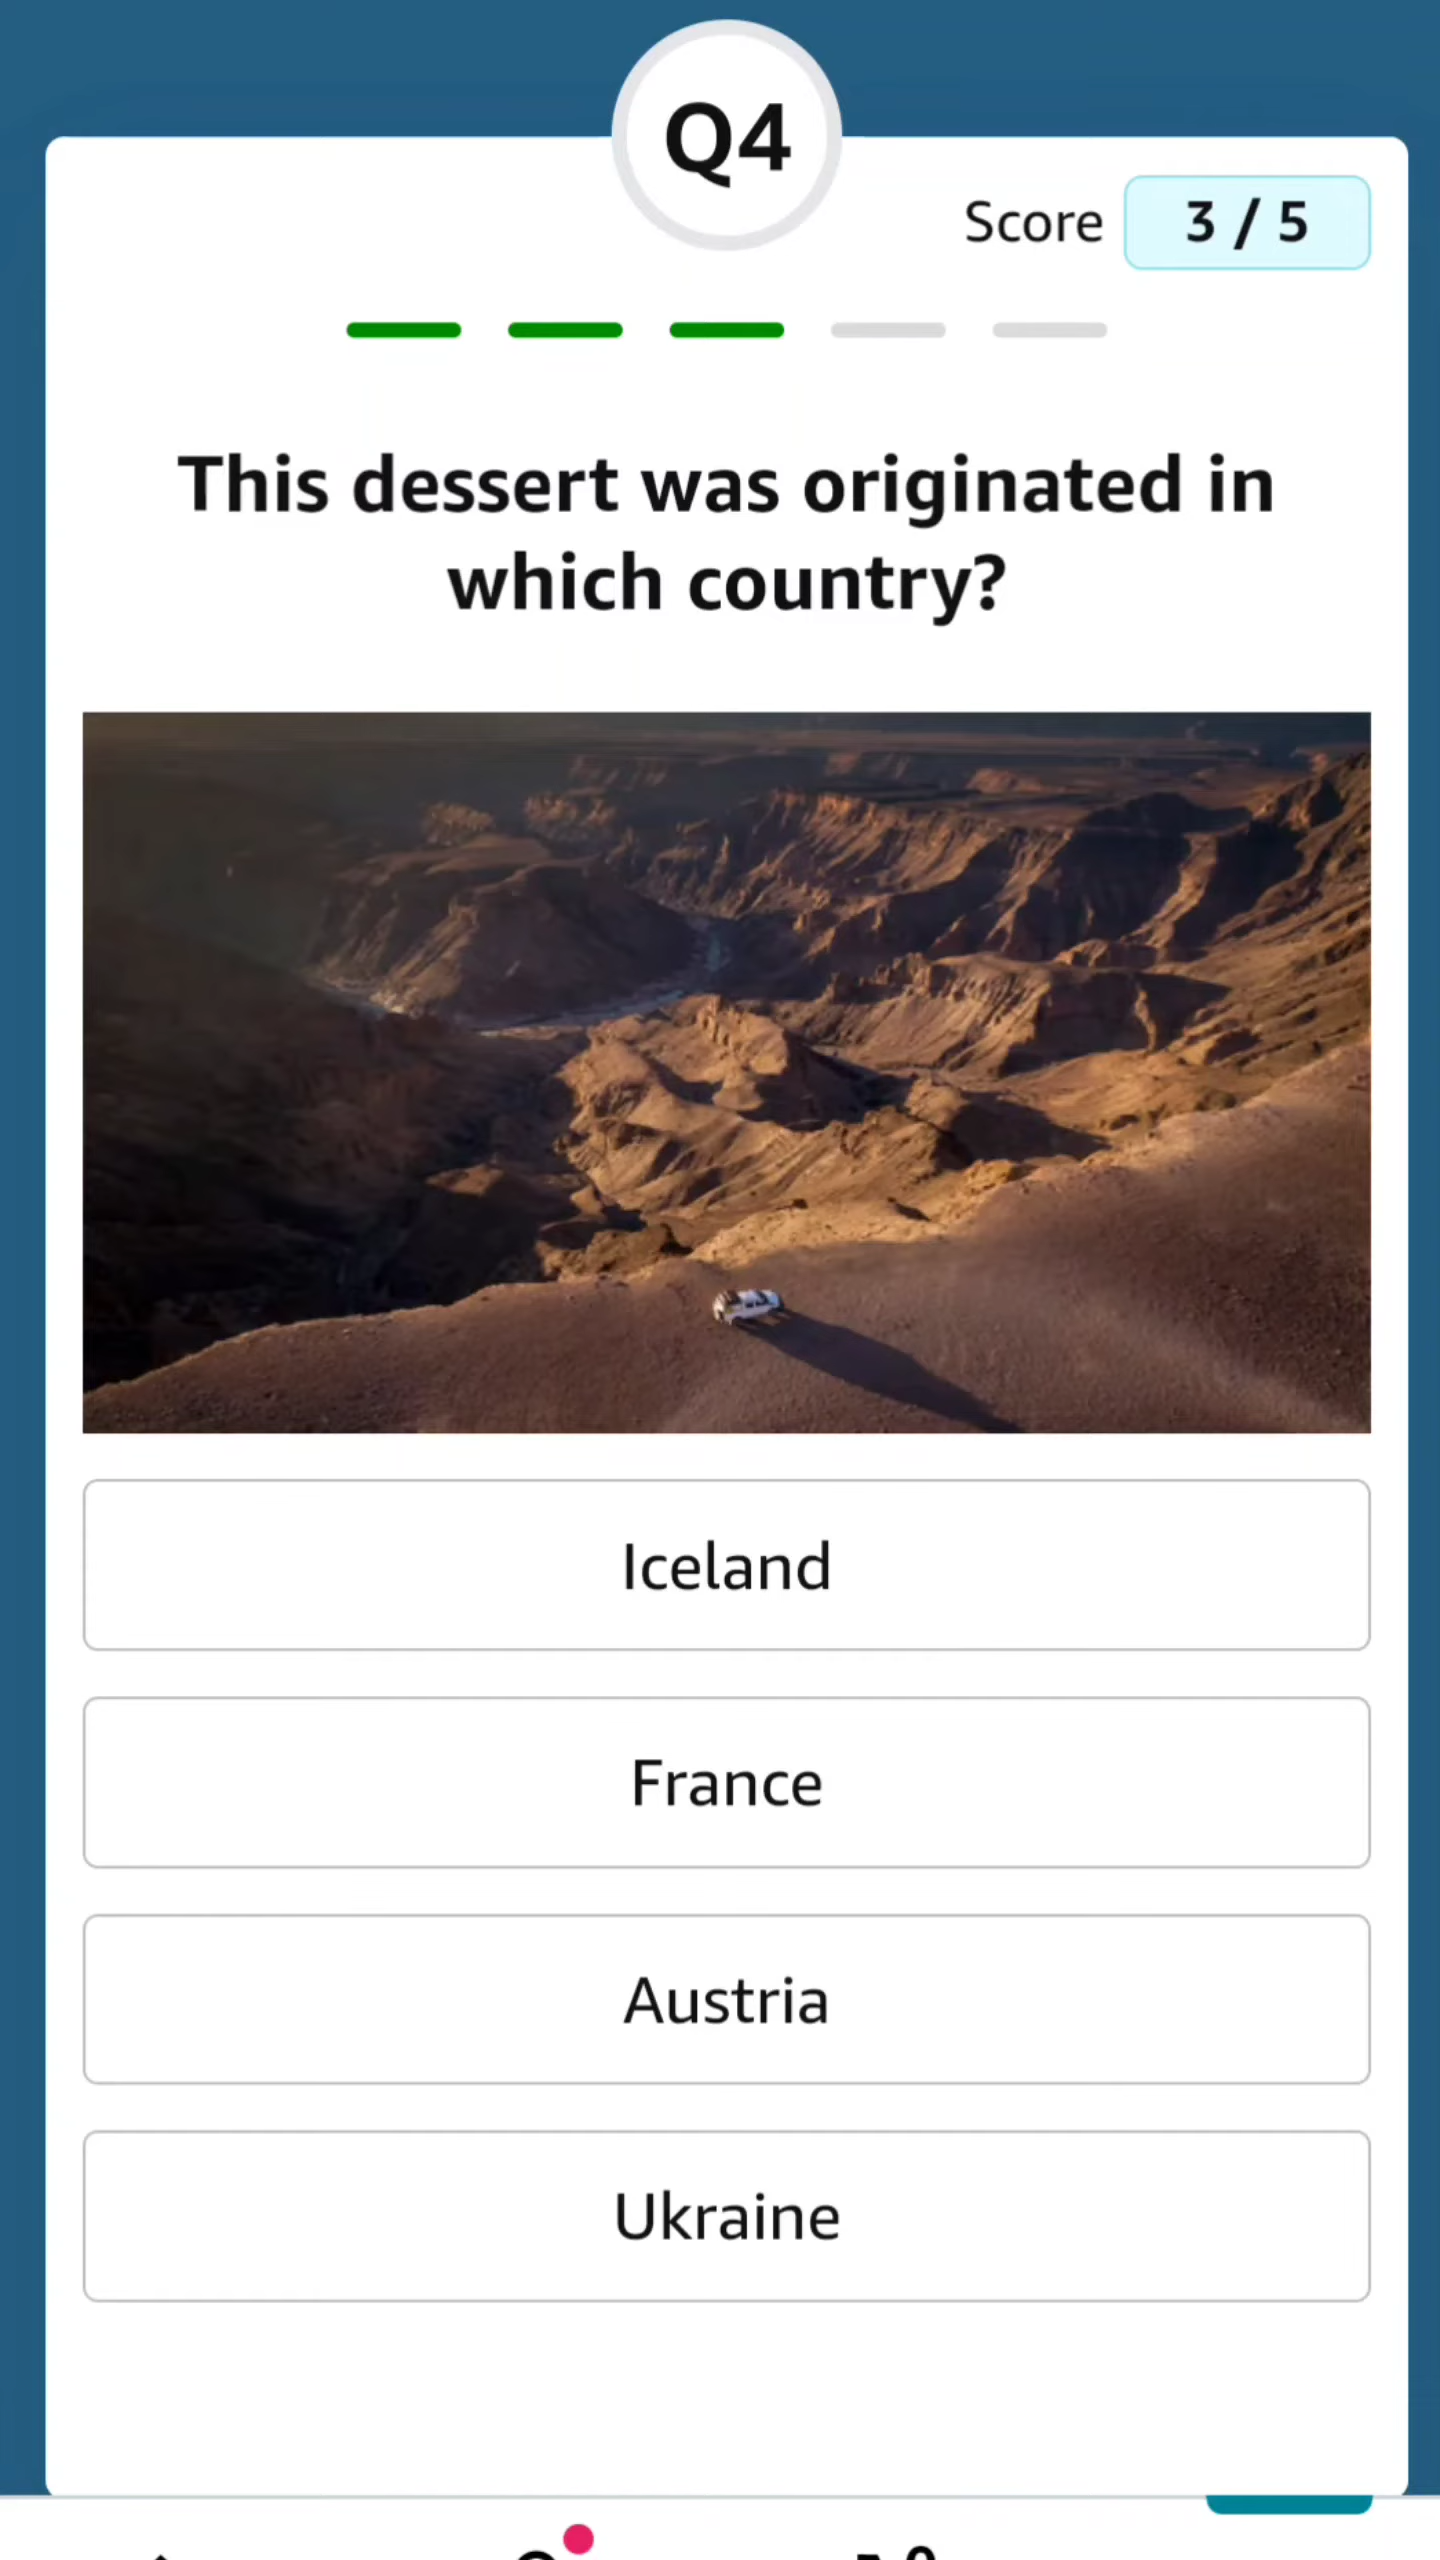 Q4
Score 3 / 5
This dessert was originated in
which country?
Iceland
France
Austria
Ukraine